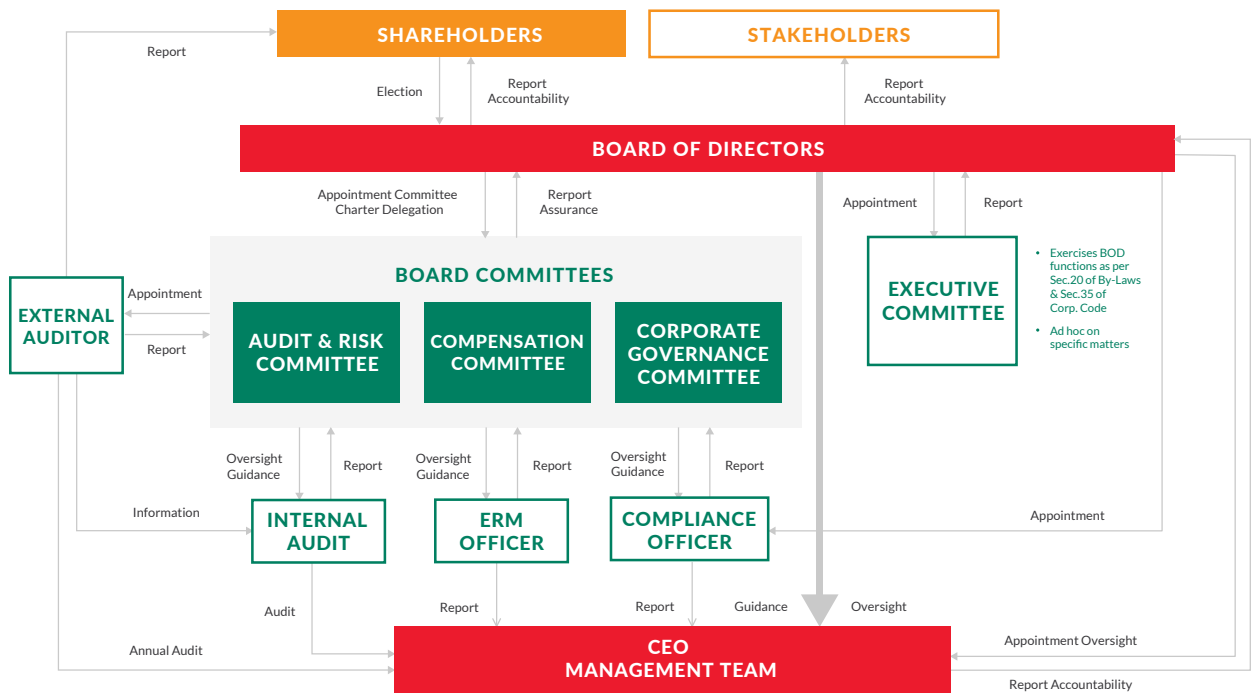 SHAREHOLDERS
STAKEHOLDERS
Report
Election
Report
Accountability
Report
Accountability
BOARD OF DIRECTORS
Appointment Committee
Charter Delegation
Rerport
Assurance
Appointment
Report
BOARD COMMITTEES
EXTERNAL
AUDITOR
Appointment
Report
AUDIT & RISK
COMMITTEE
COMPENSATION
COMMITTEE
CORPORATE
GOVERNANCE
COMMITTEE
EXECUTIVE
COMMITTEE
• Exercises BOD
functions as per
Sec.20 of By-Laws
& Sec.35 of
Corp. Code
• Ad hoc on
specific matters
Oversight
Guidance
Report
Oversight
Guidance
Report
Oversight
Guidance
Report
Information
INTERNAL
AUDIT
ERM
OFFICER
COMPLIANCE
OFFICER
Appointment
Audit
Report
Report
Guidance
Oversight
Annual Audit
CEO
MANAGEMENT TEAM
Appointment Oversight
Report Accountability